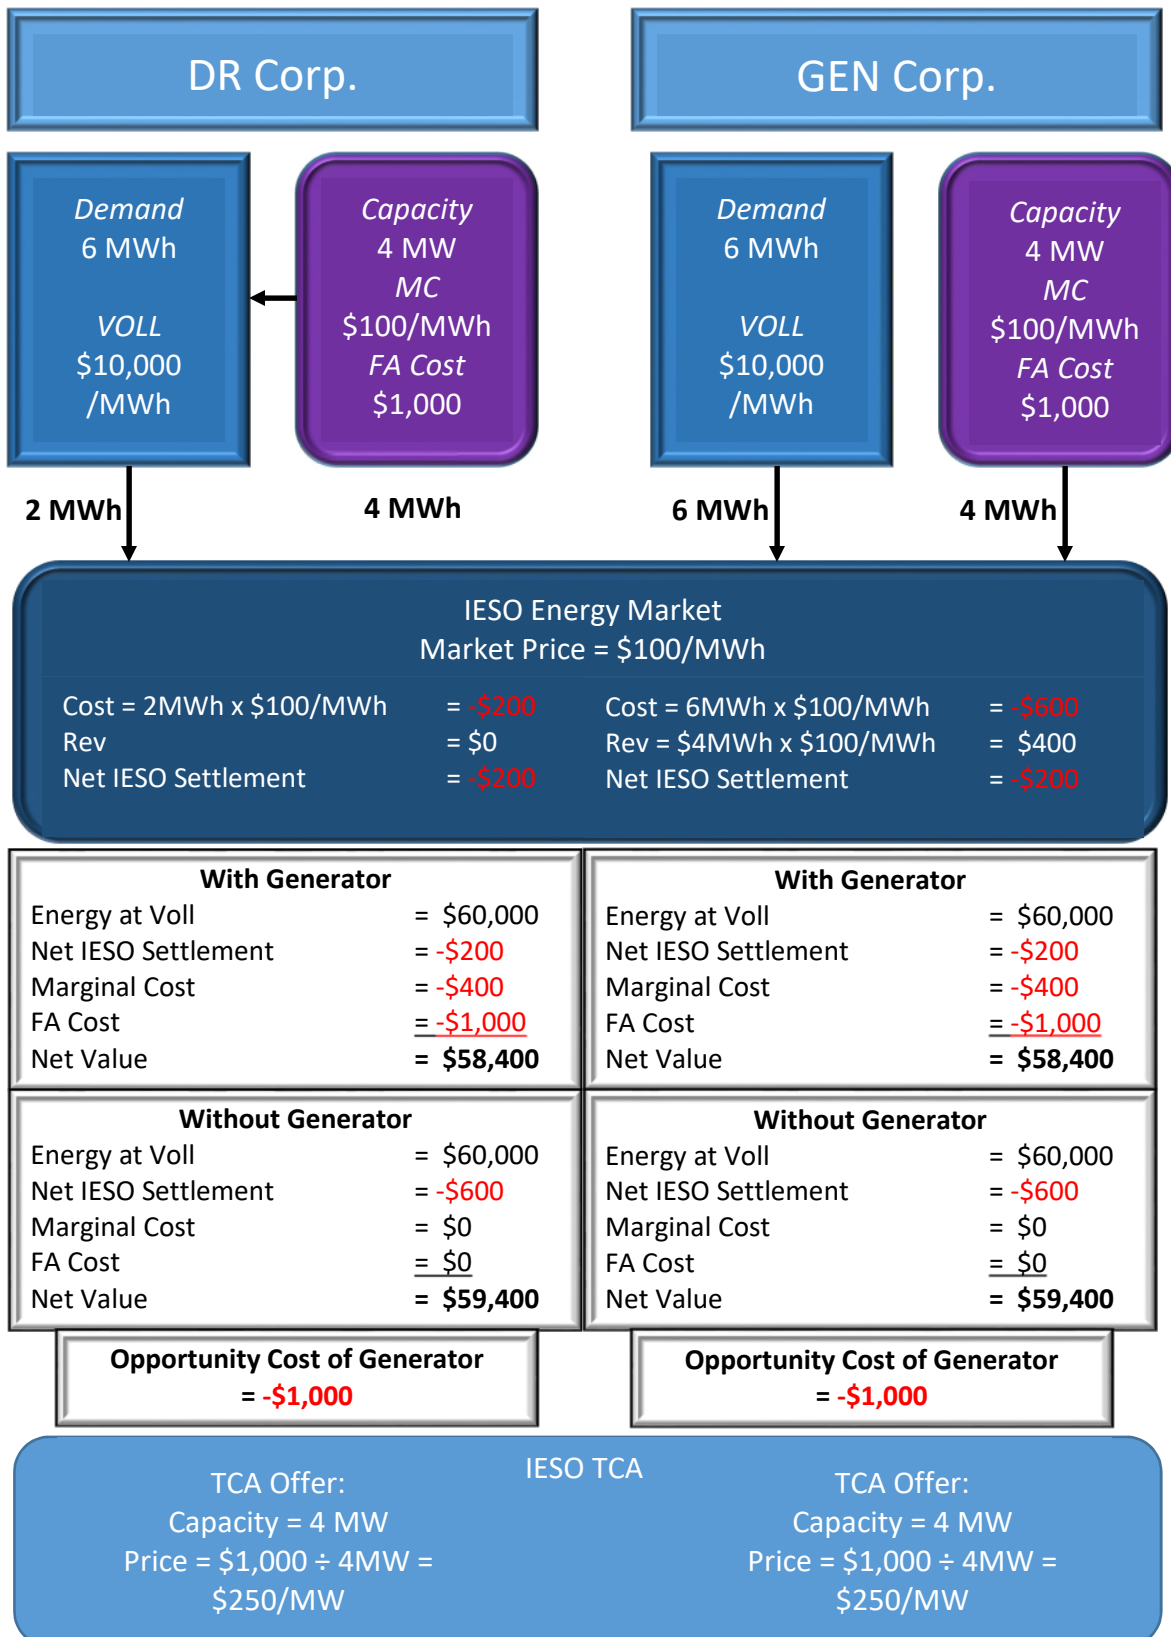 DR Corp.
GEN Corp.
Demand
6 MWh
VOLL
$10,000
/MWh
Capacity
4 MW
MC
$100/MWh
FA Cost
$1,000
Demand
6 MWh
VOLL
$10,000
/MWh
Capacity
4 MW
MC
$100/MWh
FA Cost
$1,000
2 MWh
4 MWh
6 MWh
4 MWh
IESO Energy Market
Market Price = $100/MWh
Cost = 2MWh x $100/MWh = -$200
Rev = $0
Net IESO Settlement = -$200
Cost = 6MWh x $100/MWh = -$600
Rev = $4MWh x $100/MWh = $400
Net IESO Settlement = -$200
With Generator
Energy at Voll = $60,000
Net IESO Settlement = -$200
Marginal Cost = -$400
FA Cost = -$1,000
Net Value = $58,400
With Generator
Energy at Voll = $60,000
Net IESO Settlement = -$200
Marginal Cost = -$400
FA Cost = -$1,000
Net Value = $58,400
Without Generator
Energy at Voll = $60,000
Net IESO Settlement = -$600
Marginal Cost = $0
FA Cost = $0
Net Value = $59,400
Without Generator
Energy at Voll = $60,000
Net IESO Settlement = -$600
Marginal Cost = $0
FA Cost = $0
Net Value = $59,400
Opportunity Cost of Generator
= -$1,000
Opportunity Cost of Generator
= -$1,000
IESO TCA
TCA Offer:
Capacity = 4 MW
Price = $1,000 ÷ 4MW =
$250/MW
TCA Offer:
Capacity = 4 MW
Price = $1,000 ÷ 4MW =
$250/MW